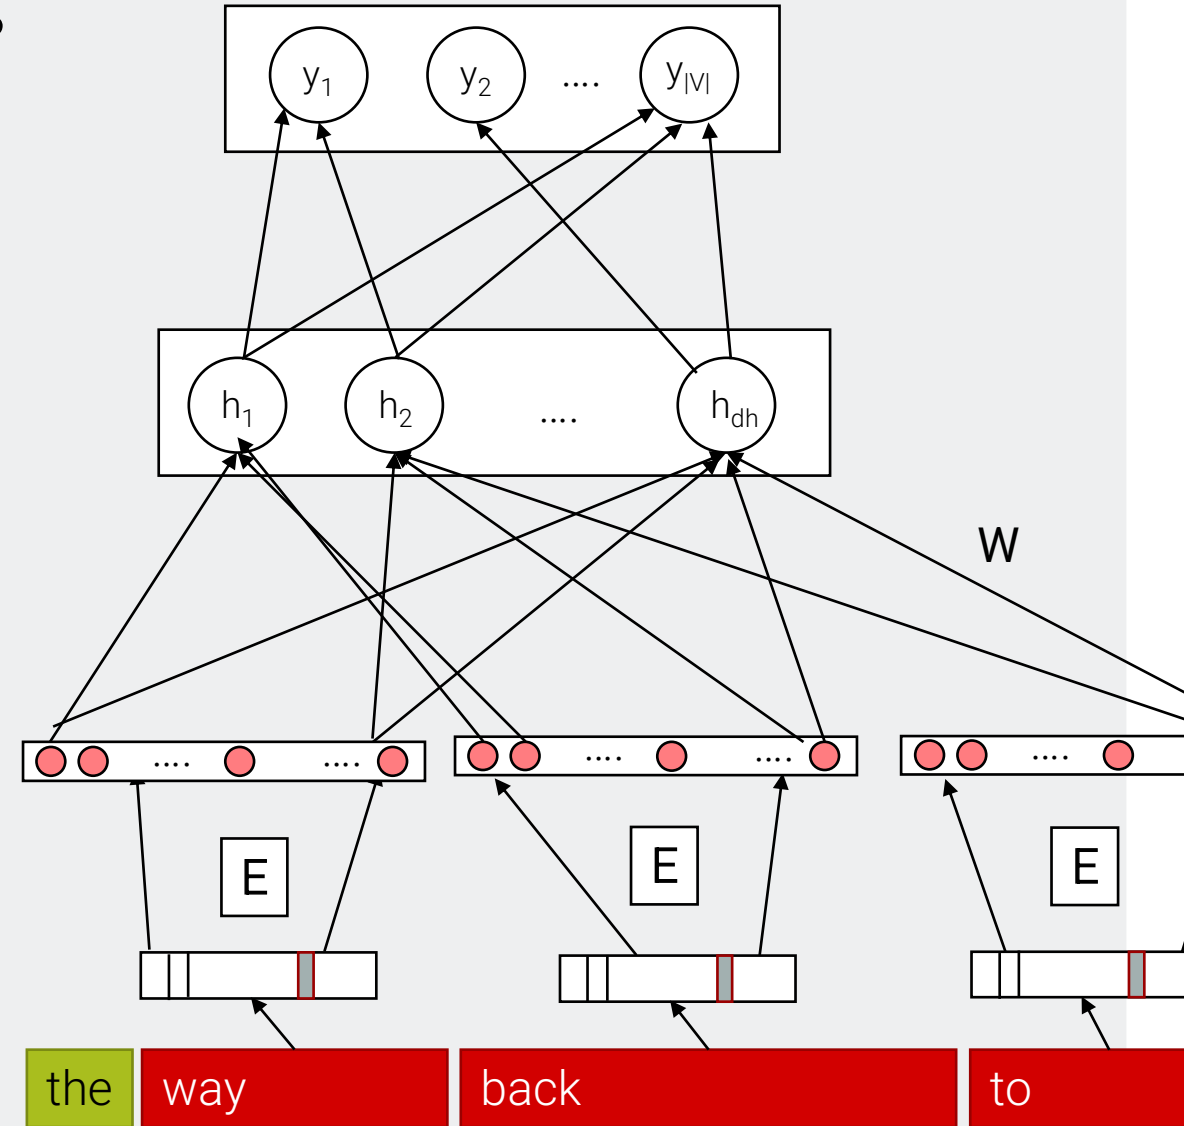 y1 y2 .... y|V|
h1 h2 .... hdh
W
.... .... .... .... ....
E E E
the way back to